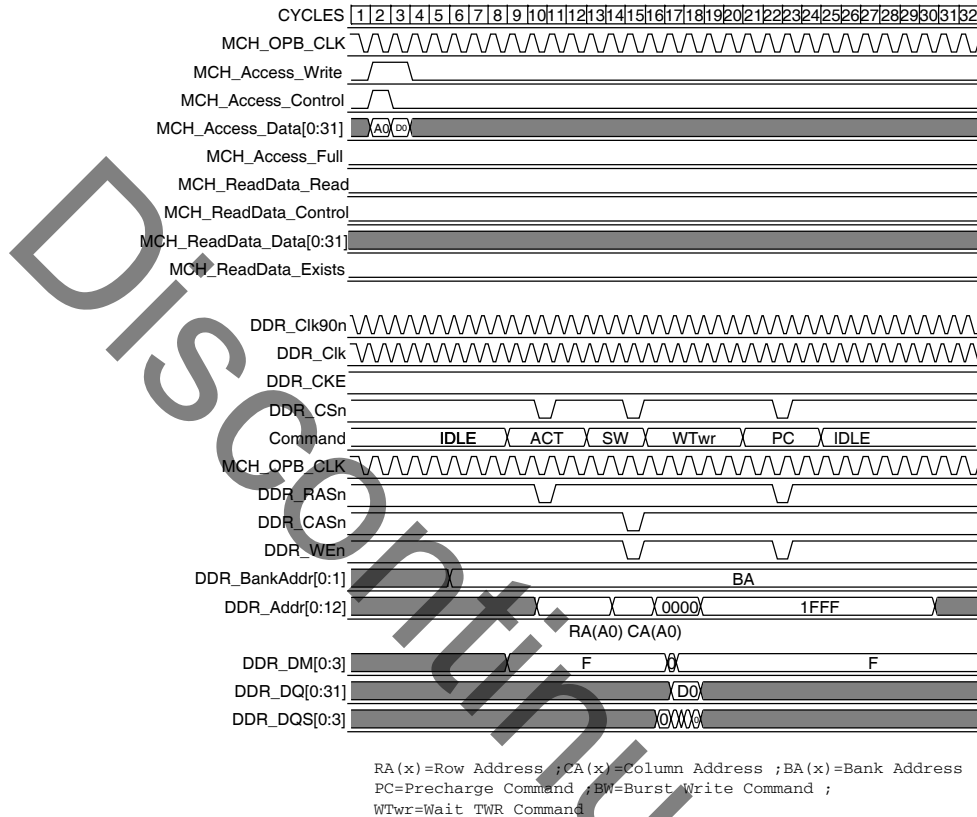 CYCLES 1 2 3 4 5 6 7 8 9 10 11 12 13 14 15 16 17 18 19 20 21 22 23 24 25 26 27 28 29 30 31 32
MCH_OPB_CLK
MCH_Access_Write
MCH_Access_Control
MCH_Access_Data[0:31] A0 D0
MCH_Access_Full
MCH_ReadData_Read
MCH_ReadData_Control
MCH_ReadData_Data[0:31]
MCH_ReadData_Exists
DDR_Clk90n
DDR_Clk
DDR_CKE
DDR_CSn
Command IDLE ACT SW WTwr PC IDLE
MCH_OPB_CLK
DDR_RASn
DDR_CASn
DDR_WEn
DDR_BankAddr[0:1] BA
DDR_Addr[0:12] 0000 1FFF
RA(A0) CA(A0)
DDR_DM[0:3] F 0 F
DDR_DQ[0:31] D0
DDR_DQS[0:3] 0 0
RA(x)=Row Address ;CA(x)=Column Address ;BA(x)=Bank Address
PC=Precharge Command ;BW=Burst Write Command ;
WTwr=Wait TWR Command
Discontinu